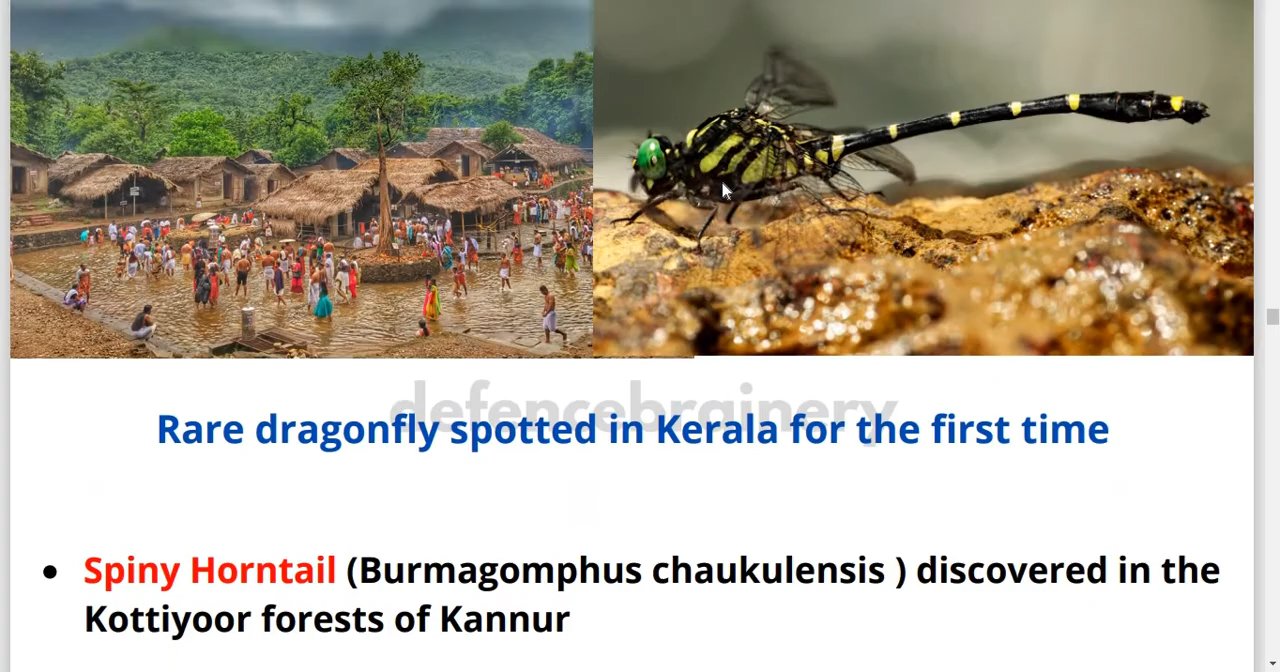 defencebrainery
Rare dragonfly spotted in Kerala for the first time
• Spiny Horntail (Burmagomphus chaukulensis ) discovered in the
Kottiyoor forests of Kannur